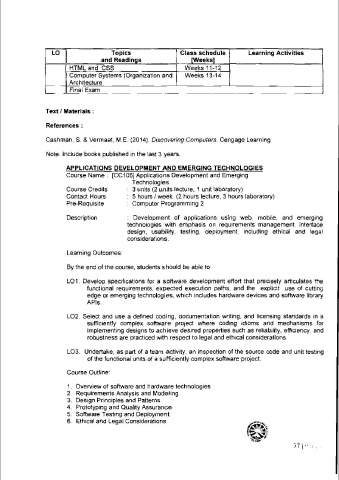 LO Topics and Readings Class schedule [Weeks] Learning Activities
HTML and CSS Weeks 11-12
Computer Systems (Organization and Architecture Weeks 13-14
Final Exam
Text / Materials :
References :
Cashman, S. & Vermaat, M.E. (2014). Discovering Computers. Cengage Learning
Note: Include books published in the last 3 years.
APPLICATIONS DEVELOPMENT AND EMERGING TECHNOLOGIES
Course Name : [CC106] Applications Development and Emerging
Technologies
Course Credits : 3 units (2 units lecture, 1 unit laboratory)
Contact Hours : 5 hours / week (2 hours lecture, 3 hours laboratory)
Pre-Requisite : Computer Programming 2
Description : Development of applications using web, mobile, and emerging
technologies with emphasis on requirements management, interface
design, usability, testing, deployment, including ethical and legal
considerations.
Learning Outcomes:
By the end of the course, students should be able to:
LO1. Develop specifications for a software development effort that precisely articulates the
functional requirements, expected execution paths, and the explicit use of cutting
edge or emerging technologies, which includes hardware devices and software library
APIs.
LO2. Select and use a defined coding, documentation writing, and licensing standards in a
sufficiently complex software project where coding idioms and mechanisms for
implementing designs to achieve desired properties such as reliability, efficiency, and
robustness are practiced with respect to legal and ethical considerations.
LO3. Undertake, as part of a team activity, an inspection of the source code and unit testing
of the functional units of a sufficiently complex software project.
Course Outline:
1. Overview of software and hardware technologies
2. Requirements Analysis and Modeling
3. Design Principles and Patterns
4. Prototyping and Quality Assurance
5. Software Testing and Deployment
6. Ethical and Legal Considerations
37 |